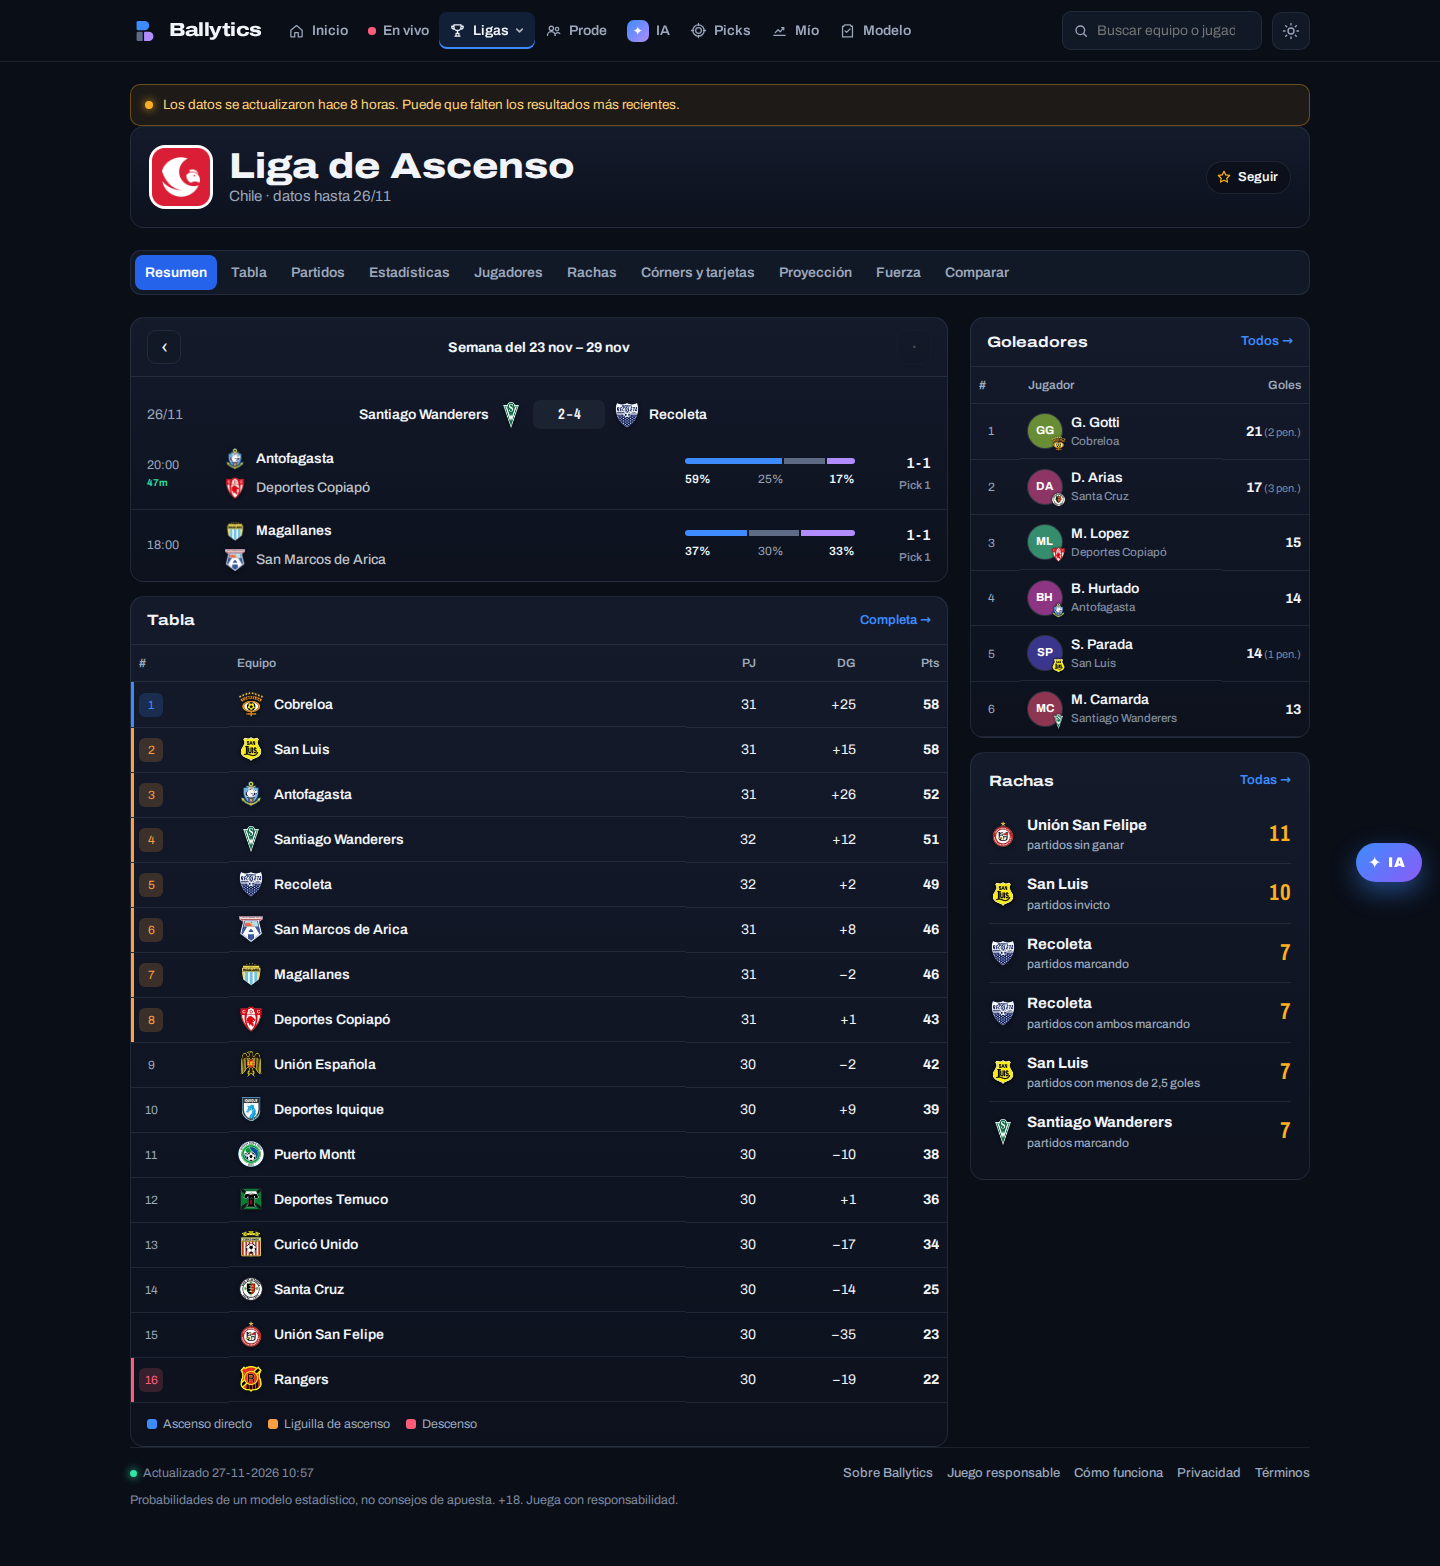 Ballytics
Inicio
En vivo
Ligas
Prode
IA
Picks
Mío
Modelo
Buscar equipo o jugad
Los datos se actualizaron hace 8 horas. Puede que falten los resultados más recientes.
Liga de Ascenso
Chile · datos hasta 26/11
Seguir
Resumen
Tabla
Partidos
Estadísticas
Jugadores
Rachas
Córners y tarjetas
Proyección
Fuerza
Comparar
‹
Semana del 23 nov – 29 nov
26/11 Santiago Wanderers 2-4 Recoleta
20:00 47m Antofagasta Deportes Copiapó 59% 25% 17% 1-1 Pick 1
18:00 Magallanes San Marcos de Arica 37% 30% 33% 1-1 Pick 1
Tabla
Completa →
# Equipo PJ DG Pts
1 Cobreloa 31 +25 58
2 San Luis 31 +15 58
3 Antofagasta 31 +26 52
4 Santiago Wanderers 32 +12 51
5 Recoleta 32 +2 49
6 San Marcos de Arica 31 +8 46
7 Magallanes 31 −2 46
8 Deportes Copiapó 31 +1 43
9 Unión Española 30 −2 42
10 Deportes Iquique 30 +9 39
11 Puerto Montt 30 −10 38
12 Deportes Temuco 30 +1 36
13 Curicó Unido 30 −17 34
14 Santa Cruz 30 −14 25
15 Unión San Felipe 30 −35 23
16 Rangers 30 −19 22
Ascenso directo
Liguilla de ascenso
Descenso
Goleadores
Todos →
# Jugador Goles
1 GG G. Gotti Cobreloa 21 (2 pen.)
2 DA D. Arias Santa Cruz 17 (3 pen.)
3 ML M. Lopez Deportes Copiapó 15
4 BH B. Hurtado Antofagasta 14
5 SP S. Parada San Luis 14 (1 pen.)
6 MC M. Camarda Santiago Wanderers 13
Rachas
Todas →
Unión San Felipe 11
partidos sin ganar
San Luis 10
partidos invicto
Recoleta 7
partidos marcando
Recoleta 7
partidos con ambos marcando
San Luis 7
partidos con menos de 2,5 goles
Santiago Wanderers 7
partidos marcando
✦ IA
Actualizado 27-11-2026 10:57
Sobre Ballytics
Juego responsable
Cómo funciona
Privacidad
Términos
Probabilidades de un modelo estadístico, no consejos de apuesta. +18. Juega con responsabilidad.